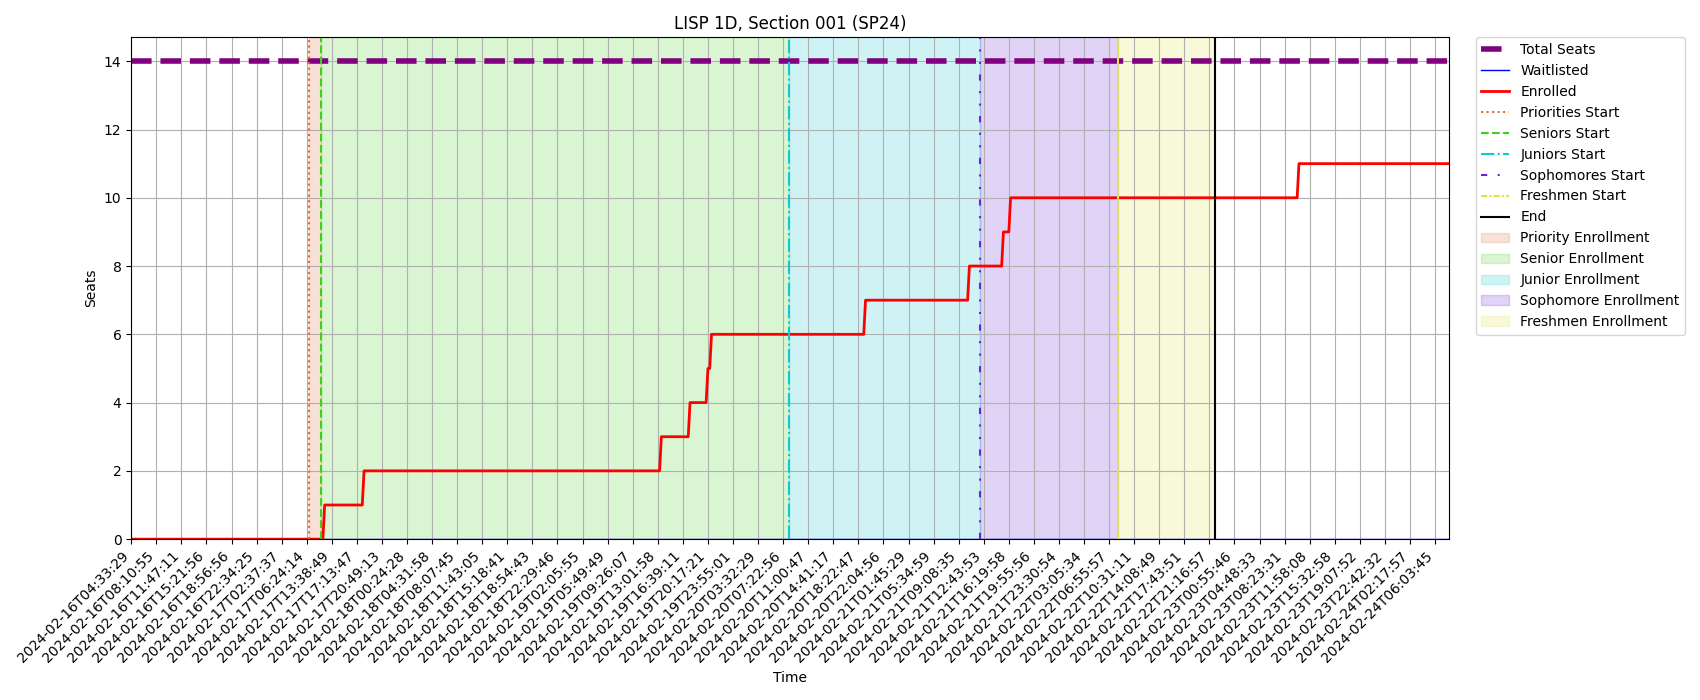 LISP 1D, Section 001 (SP24)
Seats
14
12
10
8
6
4
2
0
2024-02-16T04:33:29
2024-02-16T08:10:55
2024-02-16T11:47:11
2024-02-16T15:21:56
2024-02-16T18:56:56
2024-02-16T22:34:25
2024-02-17T02:37:37
2024-02-17T06:24:14
2024-02-17T13:38:49
2024-02-17T17:13:47
2024-02-17T20:49:13
2024-02-18T00:24:28
2024-02-18T04:31:58
2024-02-18T08:07:45
2024-02-18T11:43:05
2024-02-18T15:18:41
2024-02-18T18:54:43
2024-02-18T22:29:46
2024-02-19T02:05:55
2024-02-19T05:49:49
2024-02-19T09:26:07
2024-02-19T13:01:58
2024-02-19T16:39:11
2024-02-19T20:17:21
2024-02-19T23:55:01
2024-02-20T03:32:29
2024-02-20T07:22:56
2024-02-20T11:00:47
2024-02-20T14:41:17
2024-02-20T18:22:47
2024-02-20T22:04:56
2024-02-21T01:45:29
2024-02-21T05:34:59
2024-02-21T09:08:35
2024-02-21T12:43:53
2024-02-21T16:19:58
2024-02-21T19:55:56
2024-02-21T23:30:54
2024-02-22T03:05:34
2024-02-22T06:55:57
2024-02-22T10:31:11
2024-02-22T14:08:49
2024-02-22T17:43:51
2024-02-22T21:16:57
2024-02-23T00:55:46
2024-02-23T04:48:33
2024-02-23T08:23:31
2024-02-23T11:58:08
2024-02-23T15:32:58
2024-02-23T19:07:52
2024-02-23T22:42:32
2024-02-24T02:17:57
2024-02-24T06:03:45
Time
Total Seats
Waitlisted
Enrolled
Priorities Start
Seniors Start
Juniors Start
Sophomores Start
Freshmen Start
End
Priority Enrollment
Senior Enrollment
Junior Enrollment
Sophomore Enrollment
Freshmen Enrollment